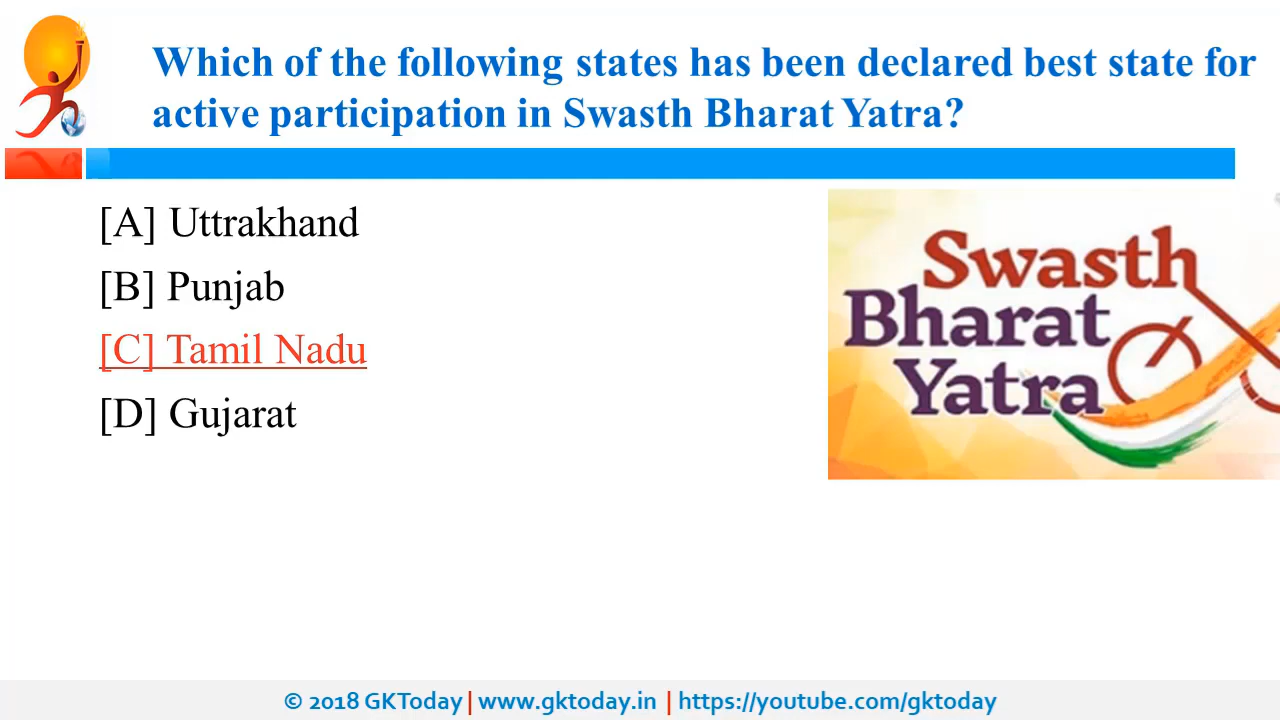 Which of the following states has been declared best state for
active participation in Swasth Bharat Yatra?
[A] Uttrakhand
[B] Punjab
[C] Tamil Nadu
[D] Gujarat
Swasth
Bharat
Yatra
© 2018 GKToday | www.gktoday.in | https://youtube.com/gktoday